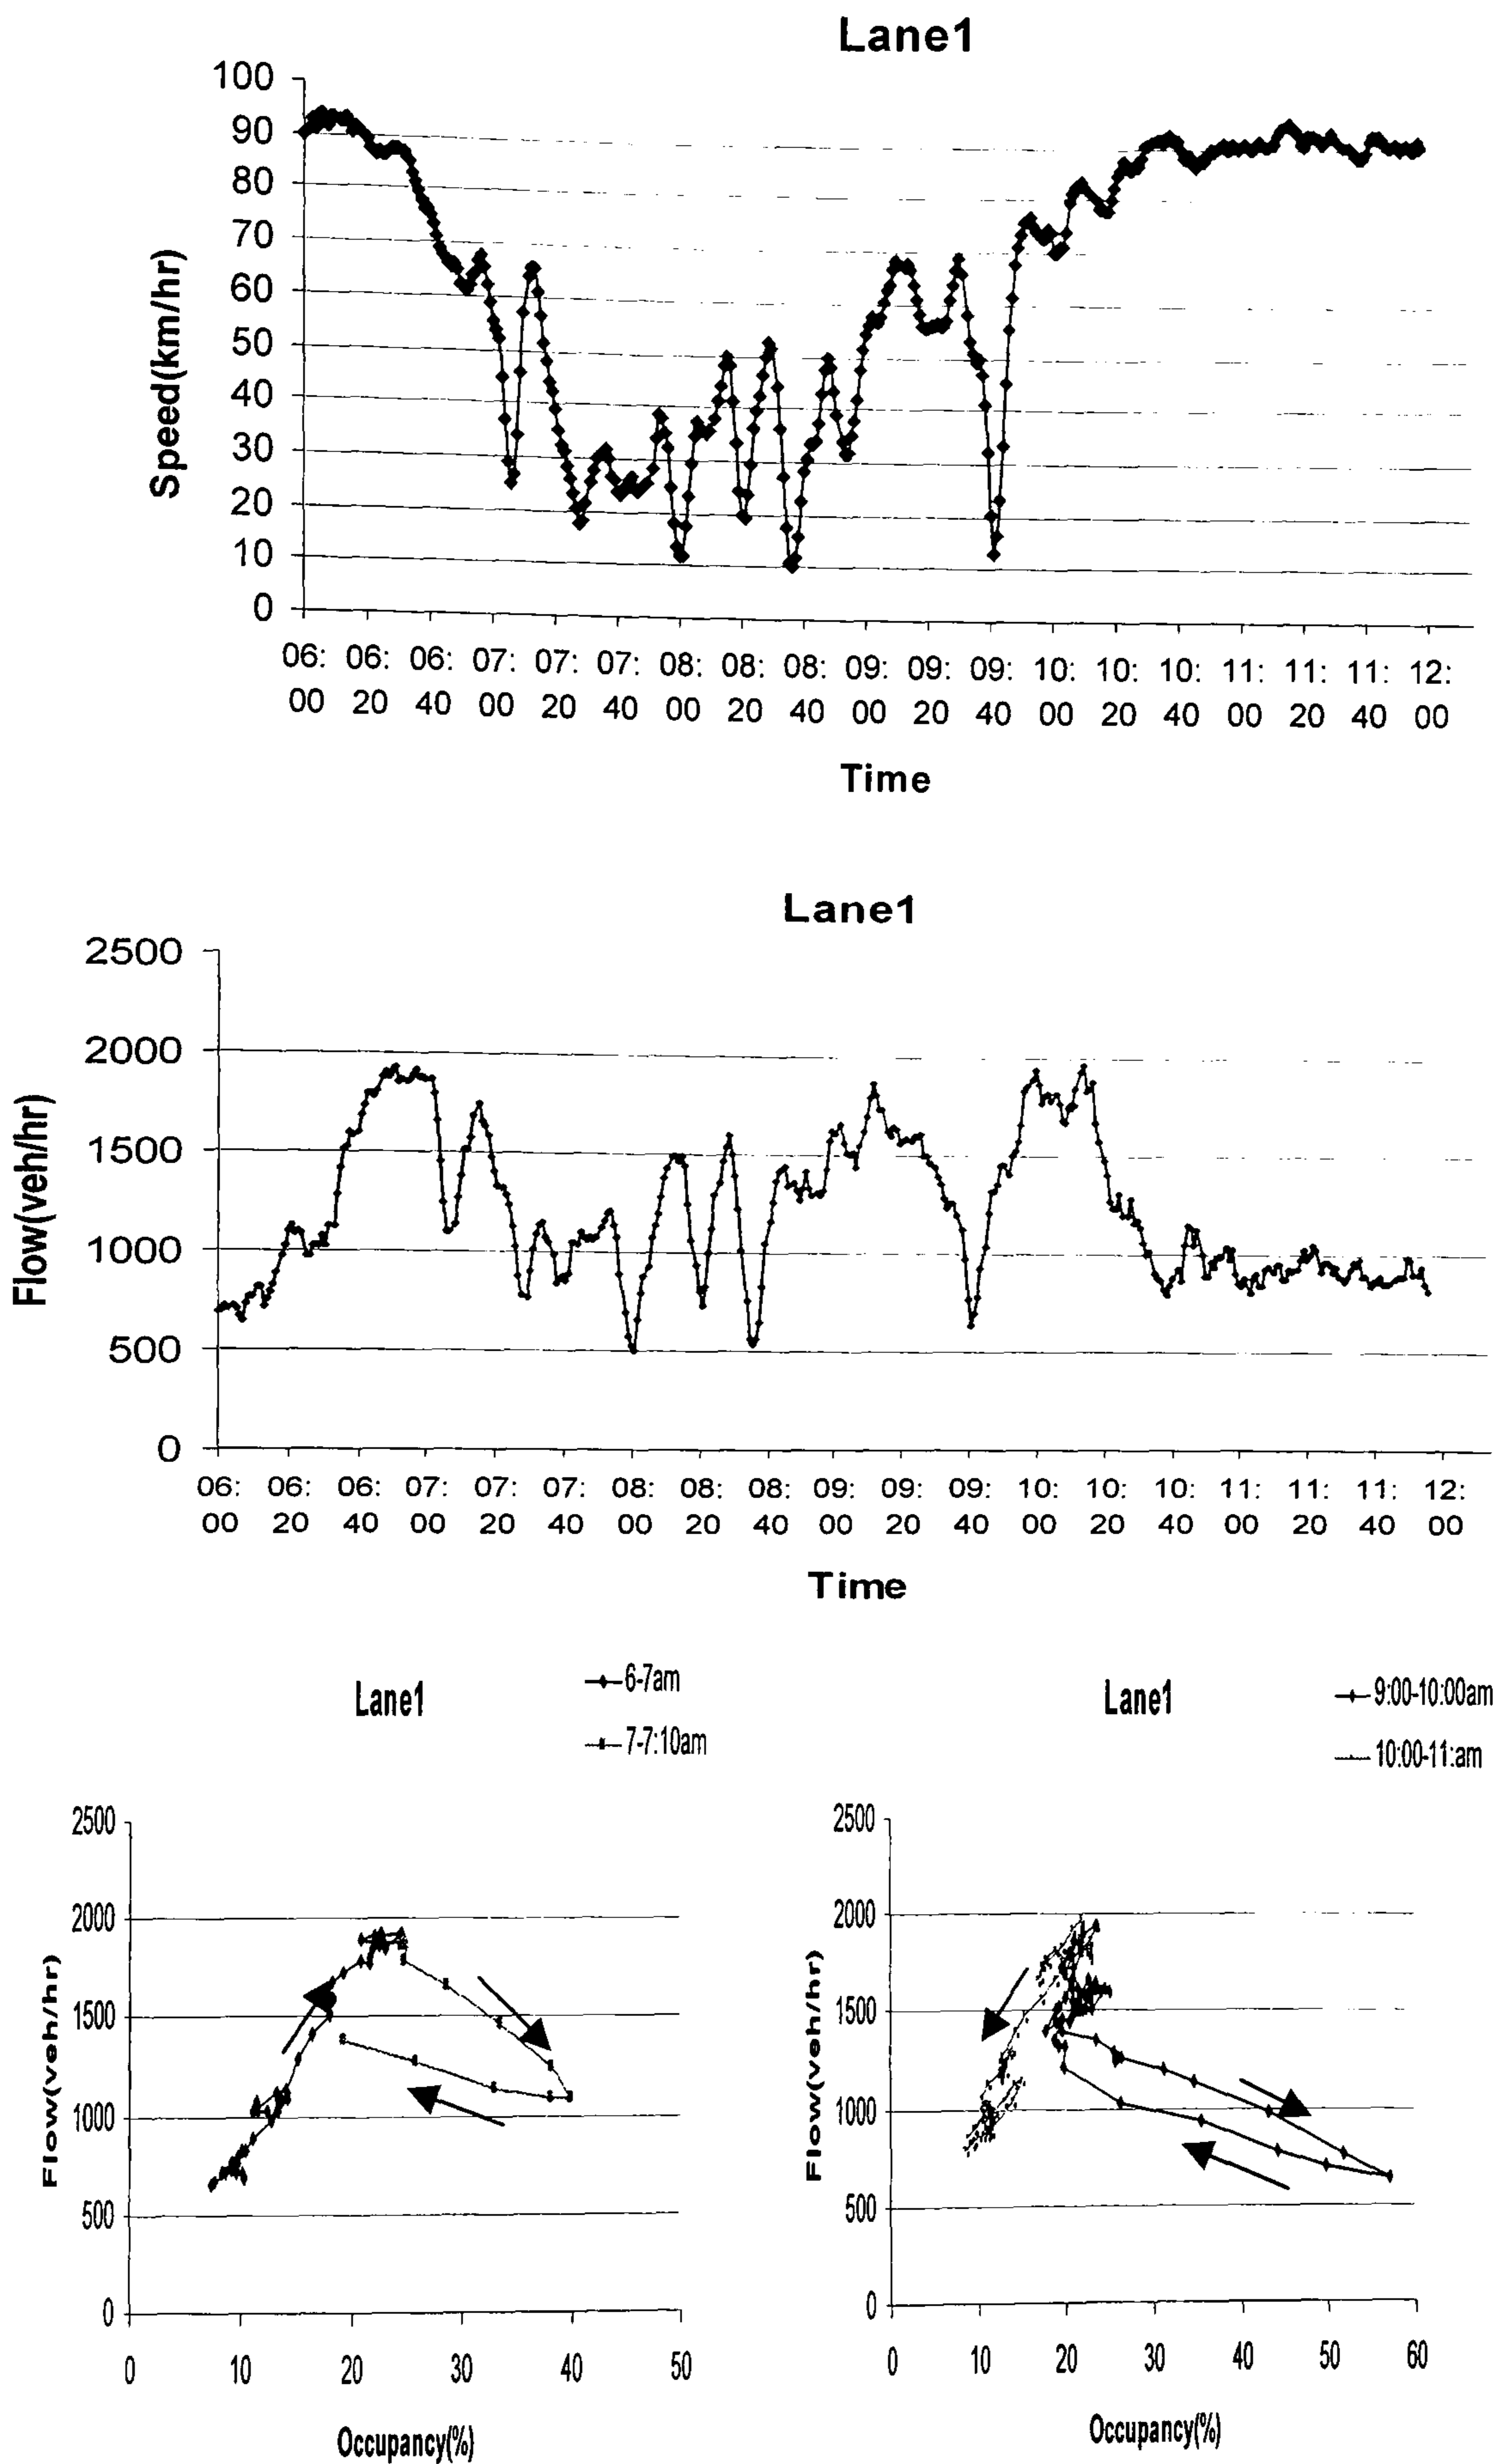 Lane1
100
90
80
70
60
50
40
30
20
10
0
Speed(km/hr)
06: 06: 06: 07: 07: 07: 08: 08: 08: 09: 09: 09: 10: 10: 10: 11: 11: 11: 12:
00 20 40 00 20 40 00 20 40 00 20 40 00 20 40 00 20 40 00
Time
Lane1
2500
2000
1500
1000
500
0
Flow(veh/hr)
06: 06: 06: 07: 07: 07: 08: 08: 08: 09: 09: 09: 10: 10: 10: 11: 11: 11: 12:
00 20 40 00 20 40 00 20 40 00 20 40 00 20 40 00 20 40 00
Time
Lane1
6-7am
7-7:10am
2500
2000
1500
1000
500
0
Flow(veh/hr)
0 10 20 30 40 50
Occupancy(%)
Lane1
9:00-10:00am
10:00-11:am
2500
2000
1500
1000
500
0
Flow(veh/hr)
0 10 20 30 40 50 60
Occupancy(%)